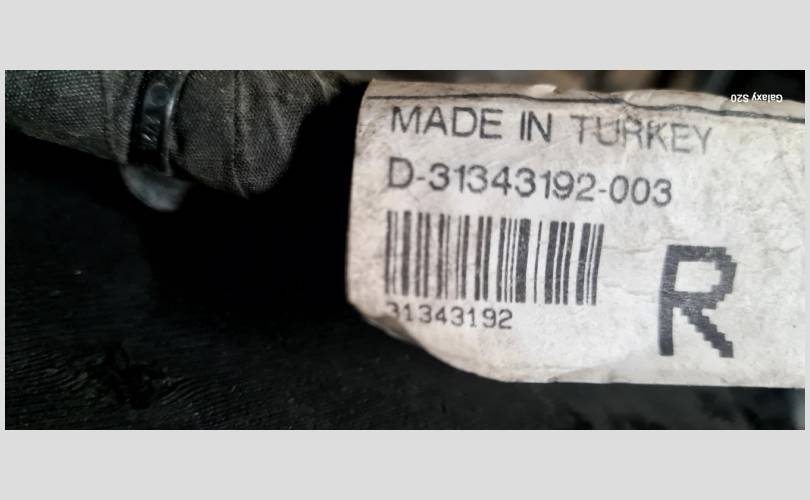 Galaxy S20
MADE IN TURKEY
D-31343192-003
31343192
R